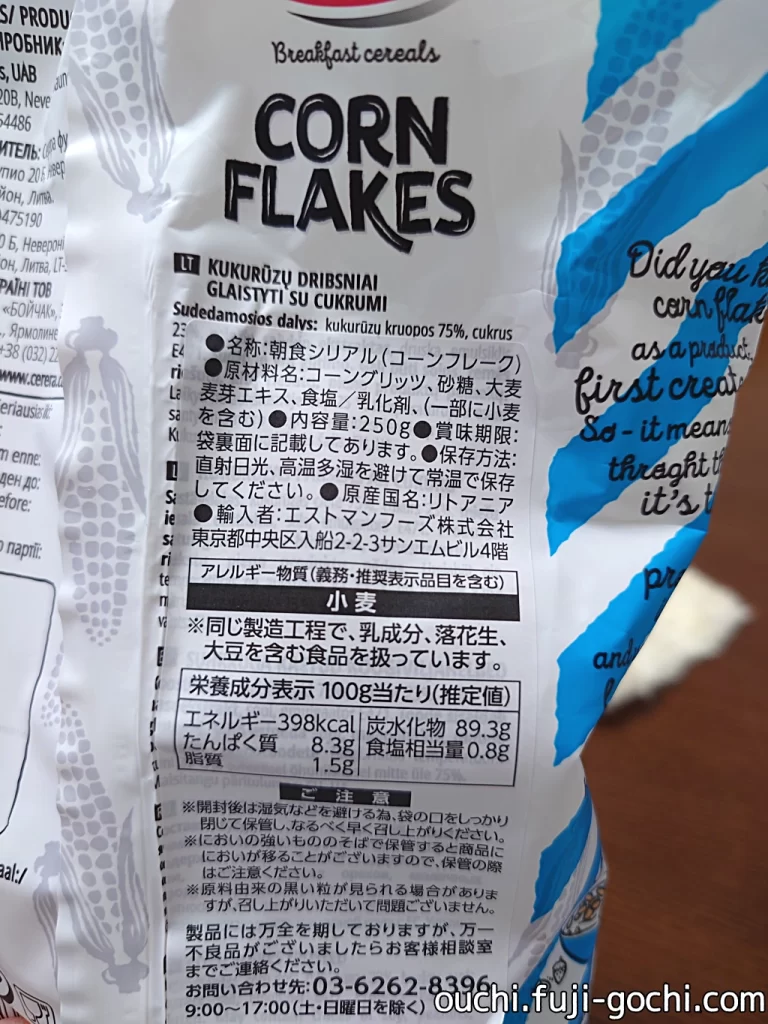 S/ PRODU
s, UAB
20B, Neve
54486
475190
+38 (032) 22
Breakfast cereals
CORN
FLAKES
LT KUKURŪZŲ DRIBSNIAI
GLAISTYTI SU CUKRUMI
Sudedamosios dalys: kukurūzų kruopos 75%, cukrus
●名称:朝食シリアル(コーンフレーク)
●原材料名:コーングリッツ、砂糖、大麦
麦芽エキス、食塩/乳化剤、(一部に小麦
を含む)●内容量:250g●賞味期限:
袋裏面に記載してあります。●保存方法:
直射日光、高温多湿を避けて常温で保存
してください。●原産国名:リトアニア
●輸入者:エストマンフーズ株式会社
東京都中央区入船2-2-3サンエムビル4階
アレルギー物質(義務・推奨表示品目を含む)
小麦
※同じ製造工程で、乳成分、落花生、
大豆を含む食品を扱っています。
栄養成分表示 100g当たり(推定値)
エネルギー398kcal 炭水化物 89.3g
たんぱく質 8.3g 食塩相当量0.8g
脂質 1.5g
ご注意
※開封後は湿気などを避ける為、袋の口をしっかり
閉じて保管し、なるべく早く召し上がりください。
※においの強いもののそばで保管すると商品に
においが移ることがございますので、保管の際
はご注意ください。
※原料由来の黒い粒が見られる場合がありま
すが、召し上がりいただいて問題ございません。
製品には万全を期しておりますが、万一
不良品がございましたらお客様相談室
までご連絡ください。
お問い合わせ先:03-6262-8396
9:00～17:00(土・日曜日を除く)
Did you k
corn flak
as a product
first creat
So - it mean
throght t
it's t
ouchi.fuji-gochi.com